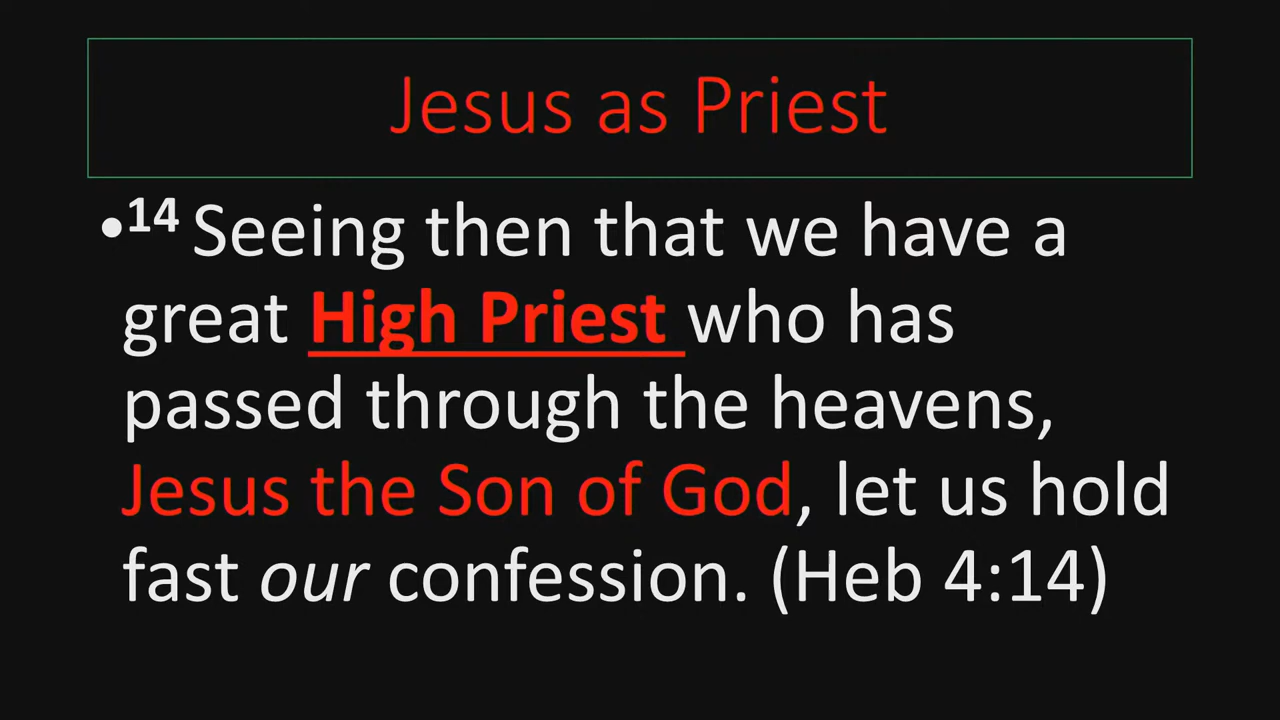 Jesus as Priest
•14 Seeing then that we have a
great High Priest who has
passed through the heavens,
Jesus the Son of God, let us hold
fast our confession. (Heb 4:14)